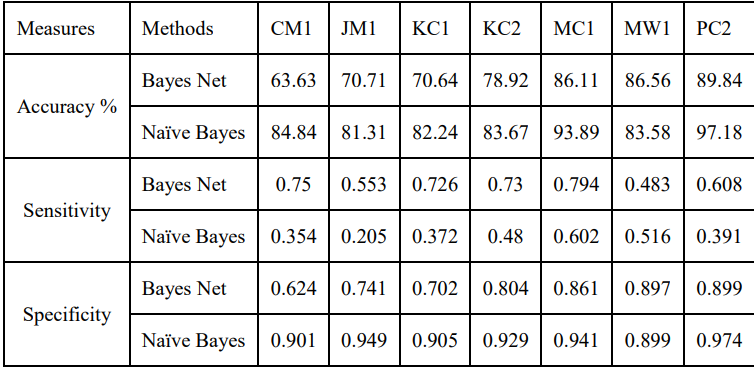 Measures Methods CM1 JM1 KC1 KC2 MC1 MW1 PC2
Accuracy %
Bayes Net 63.63 70.71 70.64 78.92 86.11 86.56 89.84
Naïve Bayes 84.84 81.31 82.24 83.67 93.89 83.58 97.18
Sensitivity
Bayes Net 0.75 0.553 0.726 0.73 0.794 0.483 0.608
Naïve Bayes 0.354 0.205 0.372 0.48 0.602 0.516 0.391
Specificity
Bayes Net 0.624 0.741 0.702 0.804 0.861 0.897 0.899
Naïve Bayes 0.901 0.949 0.905 0.929 0.941 0.899 0.974